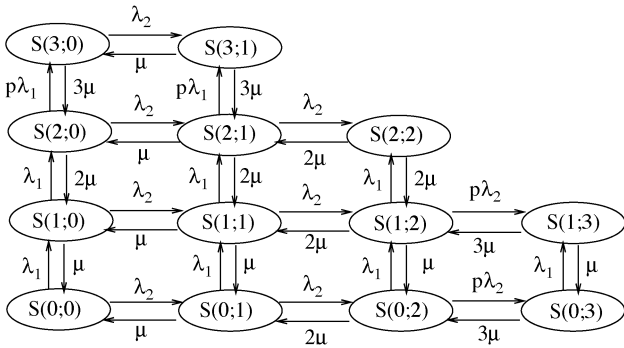 λ₂
S(3;0) S(3;1)
μ
pλ₁ 3μ pλ₁ 3μ
λ₂ λ₂
S(2;0) S(2;1) S(2;2)
μ 2μ
λ₁ 2μ λ₁ 2μ λ₁ 2μ
λ₂ λ₂ pλ₂
S(1;0) S(1;1) S(1;2) S(1;3)
μ 2μ 3μ
λ₁ μ λ₁ μ λ₁ μ λ₁ μ
λ₂ λ₂ pλ₂
S(0;0) S(0;1) S(0;2) S(0;3)
μ 2μ 3μ